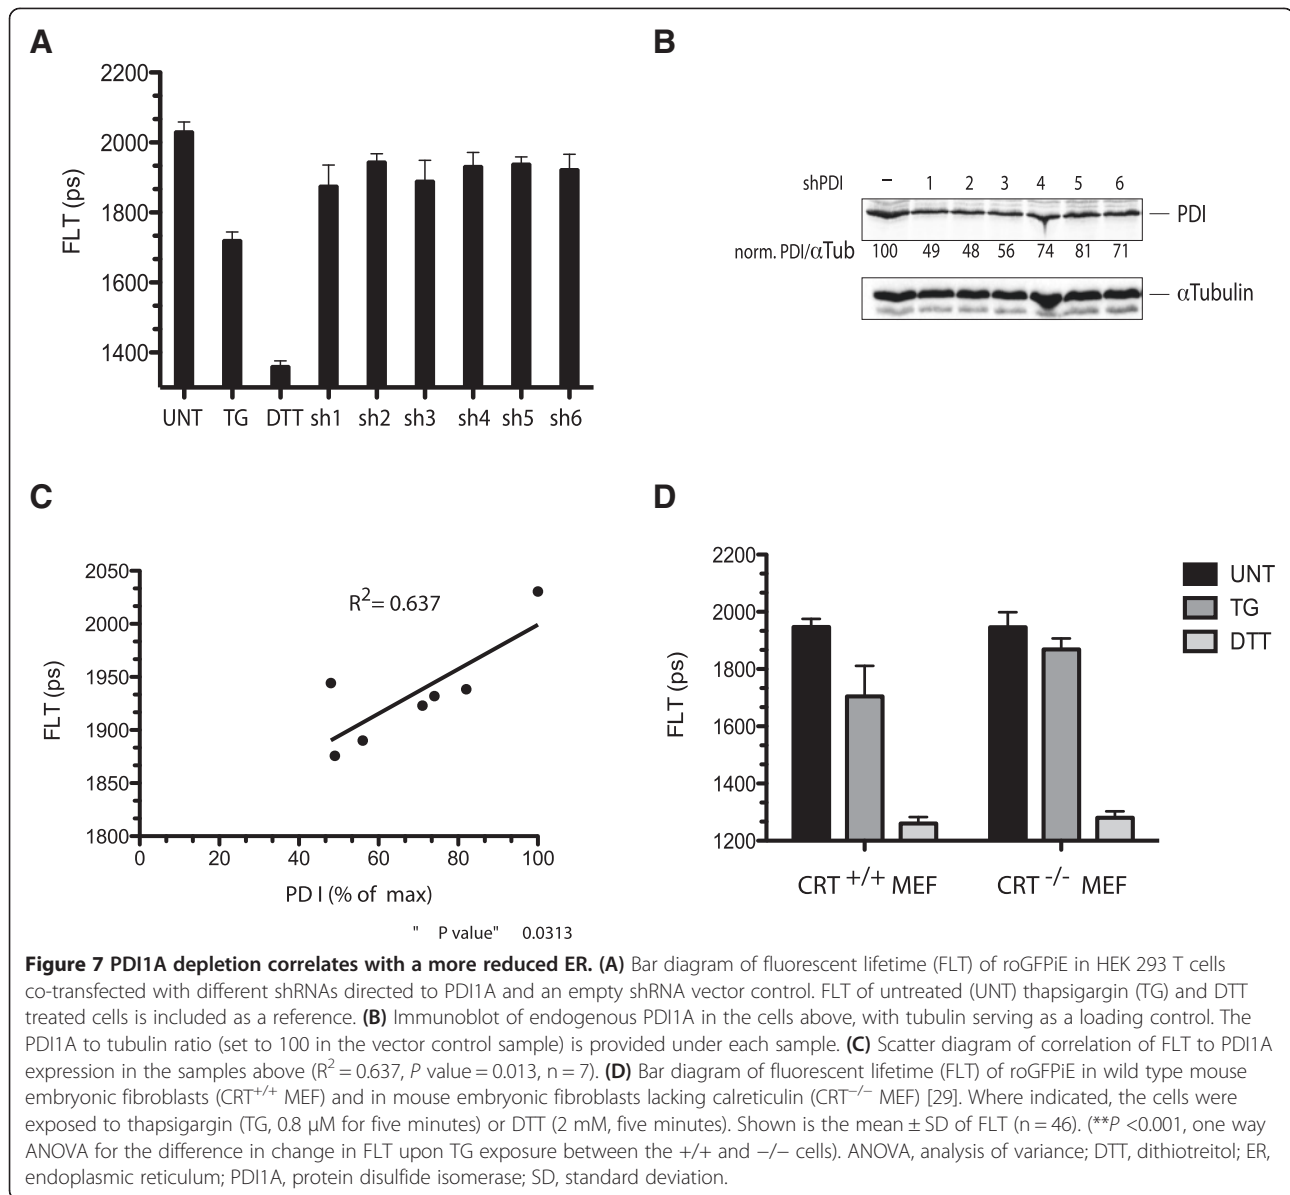 A
2200
2000
1800
1600
1400
FLT (ps)
UNT TG DTT sh1 sh2 sh3 sh4 sh5 sh6
B
shPDI – 1 2 3 4 5 6
PDI
norm. PDI/αTub 100 49 48 56 74 81 71
αTubulin
C
2050
2000
1950
1900
1850
1800
FLT (ps)
R2= 0.637
0 20 40 60 80 100
PD I (% of max)
" P value" 0.0313
D
2200
2000
1800
1600
1400
1200
FLT (ps)
UNT
TG
DTT
CRT +/+ MEF CRT -/- MEF
Figure 7 PDI1A depletion correlates with a more reduced ER. (A) Bar diagram of fluorescent lifetime (FLT) of roGFPiE in HEK 293 T cells
co-transfected with different shRNAs directed to PDI1A and an empty shRNA vector control. FLT of untreated (UNT) thapsigargin (TG) and DTT
treated cells is included as a reference. (B) Immunoblot of endogenous PDI1A in the cells above, with tubulin serving as a loading control. The
PDI1A to tubulin ratio (set to 100 in the vector control sample) is provided under each sample. (C) Scatter diagram of correlation of FLT to PDI1A
expression in the samples above (R2 = 0.637, P value = 0.013, n = 7). (D) Bar diagram of fluorescent lifetime (FLT) of roGFPiE in wild type mouse
embryonic fibroblasts (CRT+/+ MEF) and in mouse embryonic fibroblasts lacking calreticulin (CRT−/− MEF) [29]. Where indicated, the cells were
exposed to thapsigargin (TG, 0.8 μM for five minutes) or DTT (2 mM, five minutes). Shown is the mean ± SD of FLT (n = 46). (**P <0.001, one way
ANOVA for the difference in change in FLT upon TG exposure between the +/+ and −/− cells). ANOVA, analysis of variance; DTT, dithiotreitol; ER,
endoplasmic reticulum; PDI1A, protein disulfide isomerase; SD, standard deviation.